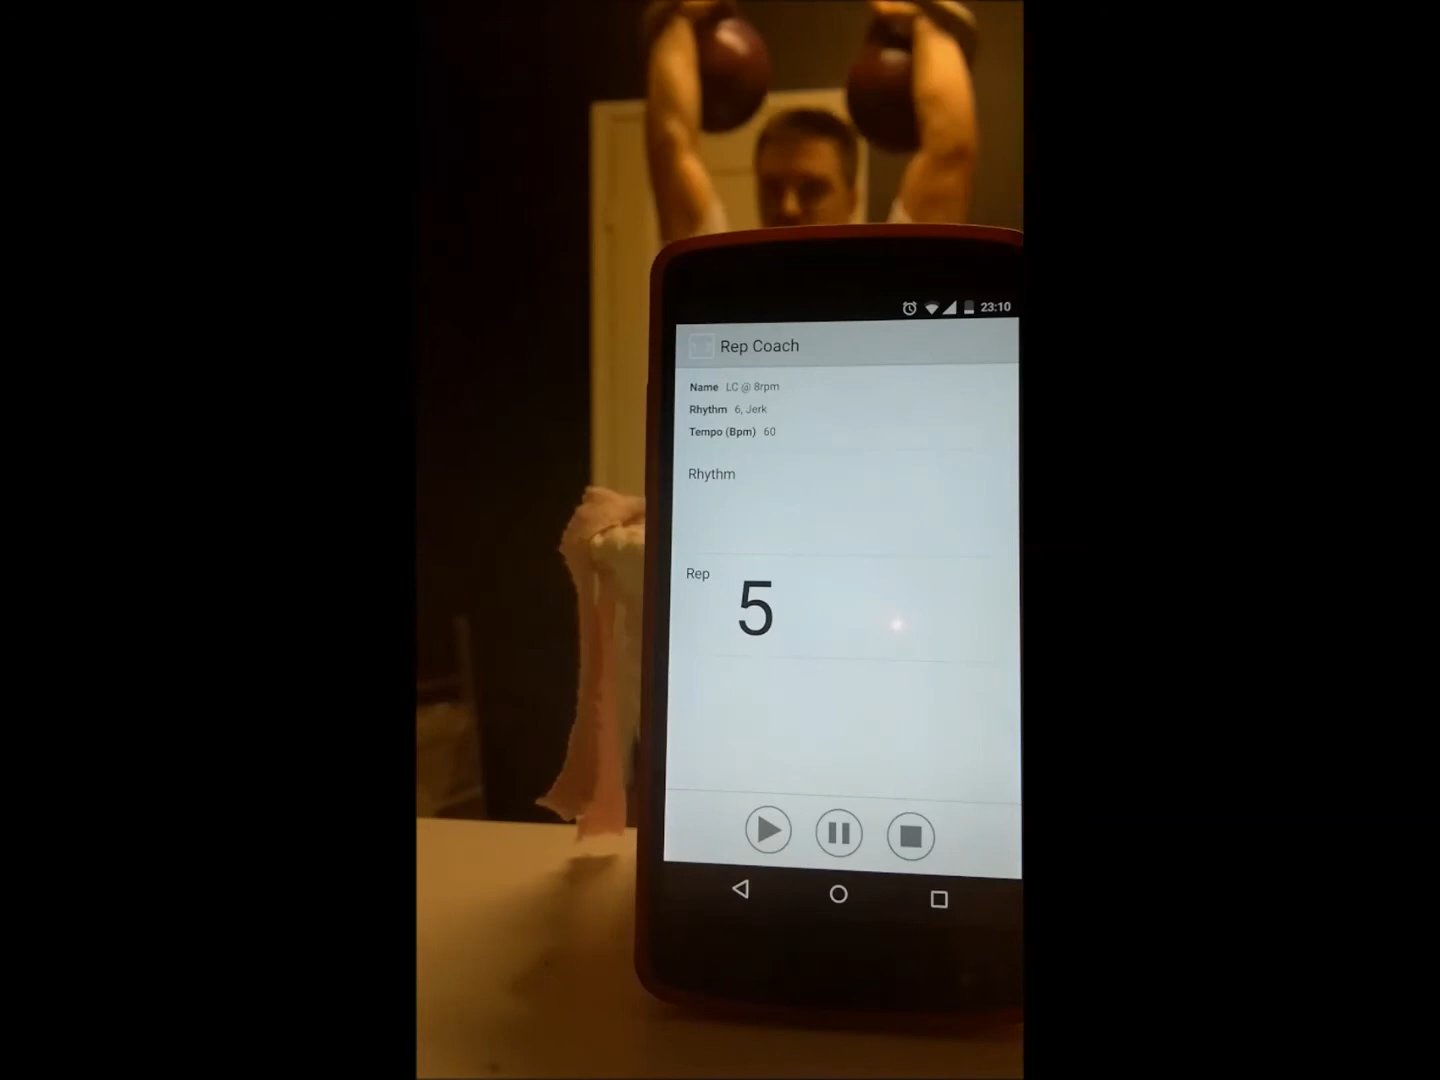 23:10
Rep Coach
Name LC @ 8rpm
Rhythm 6, Jerk
Tempo (Bpm) 60
Rhythm
Rep 5